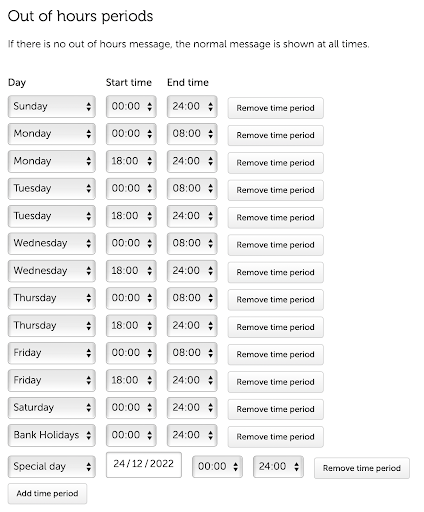 Out of hours periods
If there is no out of hours message, the normal message is shown at all times.
Day Start time End time
Sunday 00:00 24:00 Remove time period
Monday 00:00 08:00 Remove time period
Monday 18:00 24:00 Remove time period
Tuesday 00:00 08:00 Remove time period
Tuesday 18:00 24:00 Remove time period
Wednesday 00:00 08:00 Remove time period
Wednesday 18:00 24:00 Remove time period
Thursday 00:00 08:00 Remove time period
Thursday 18:00 24:00 Remove time period
Friday 00:00 08:00 Remove time period
Friday 18:00 24:00 Remove time period
Saturday 00:00 24:00 Remove time period
Bank Holidays 00:00 24:00 Remove time period
Special day 24/12/2022 00:00 24:00 Remove time period
Add time period